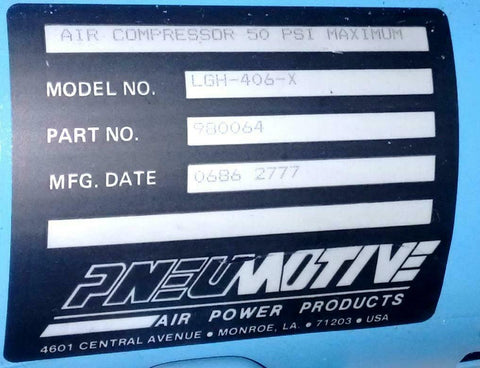 AIR COMPRESSOR 50 PSI MAXIMUM
MODEL NO. LGH-406-X
PART NO. 980064
MFG. DATE 0686 2777
PNEUMOTIVE
AIR POWER PRODUCTS
4601 CENTRAL AVENUE • MONROE, LA. • 71203 • USA